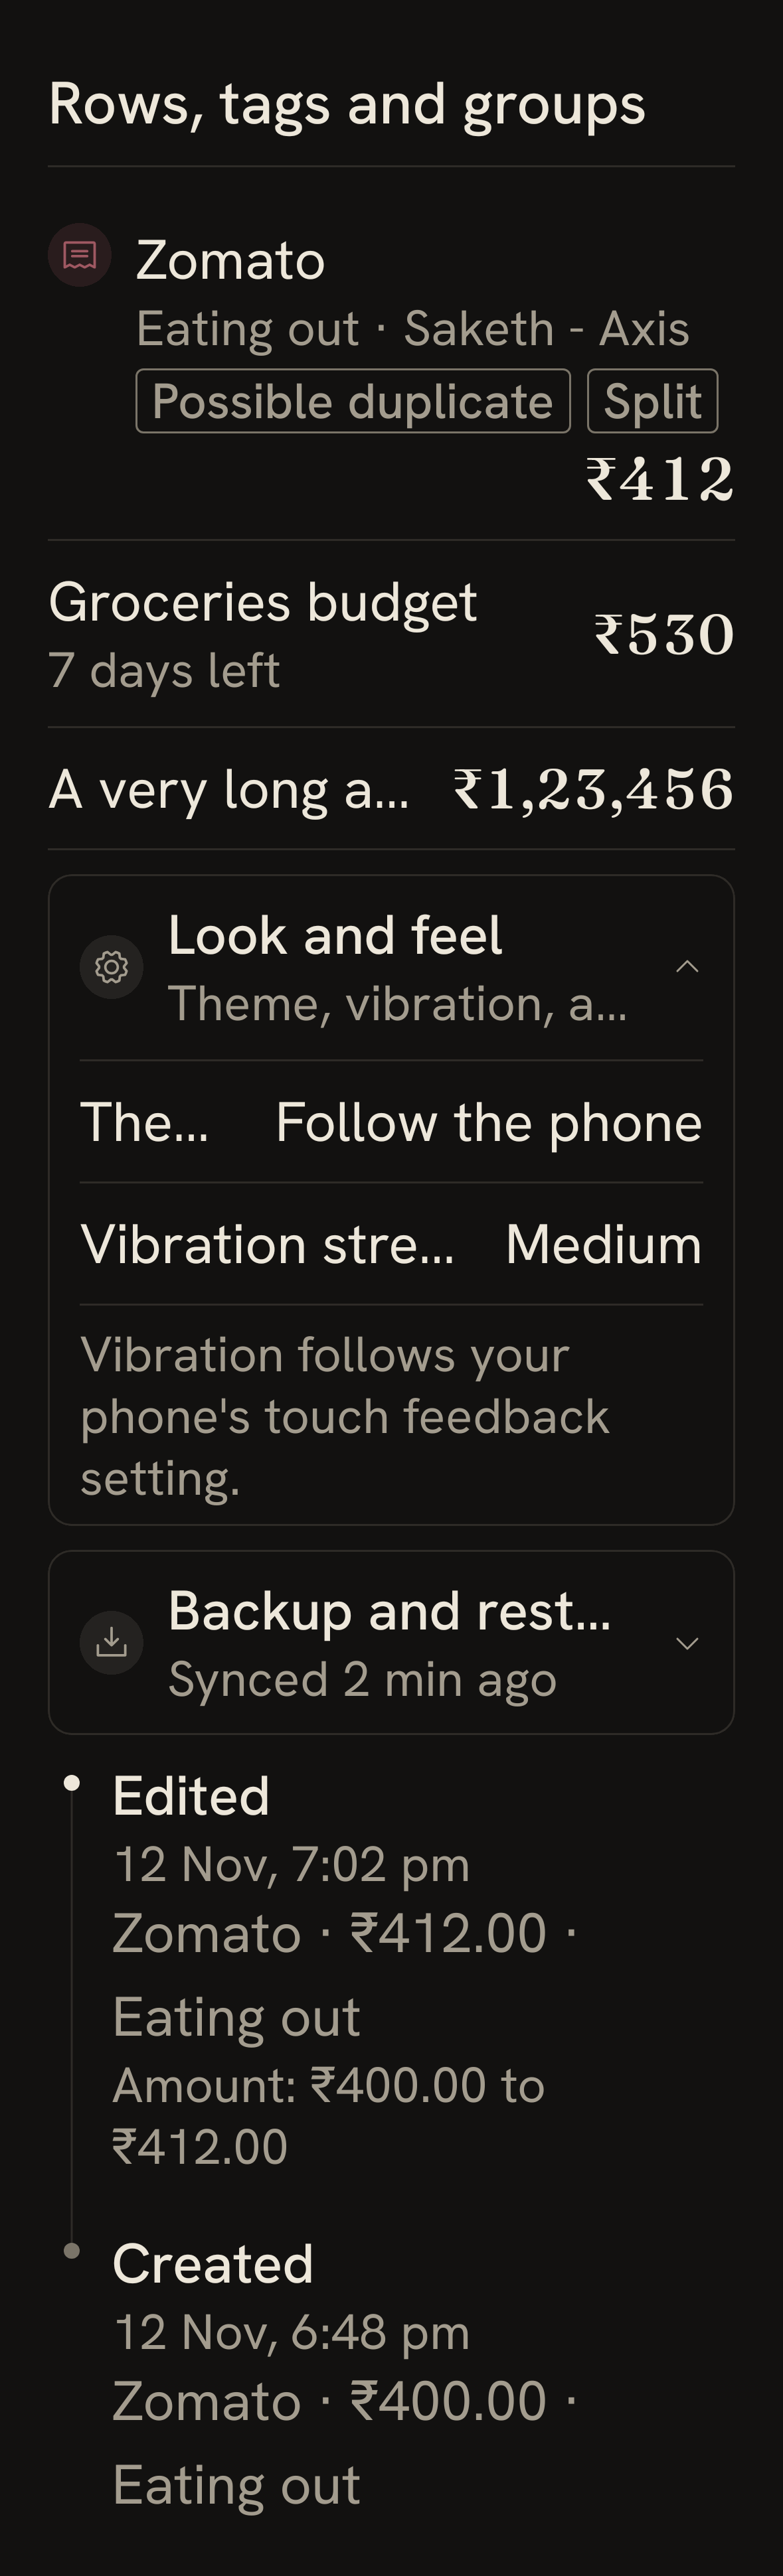 Rows, tags and groups
Zomato
Eating out · Saketh - Axis
Possible duplicate Split
₹412
Groceries budget
₹530
7 days left
A very long a... ₹1,23,456
Look and feel
Theme, vibration, a...
The... Follow the phone
Vibration stre... Medium
Vibration follows your
phone's touch feedback
setting.
Backup and rest...
Synced 2 min ago
Edited
12 Nov, 7:02 pm
Zomato · ₹412.00 ·
Eating out
Amount: ₹400.00 to
₹412.00
Created
12 Nov, 6:48 pm
Zomato · ₹400.00 ·
Eating out